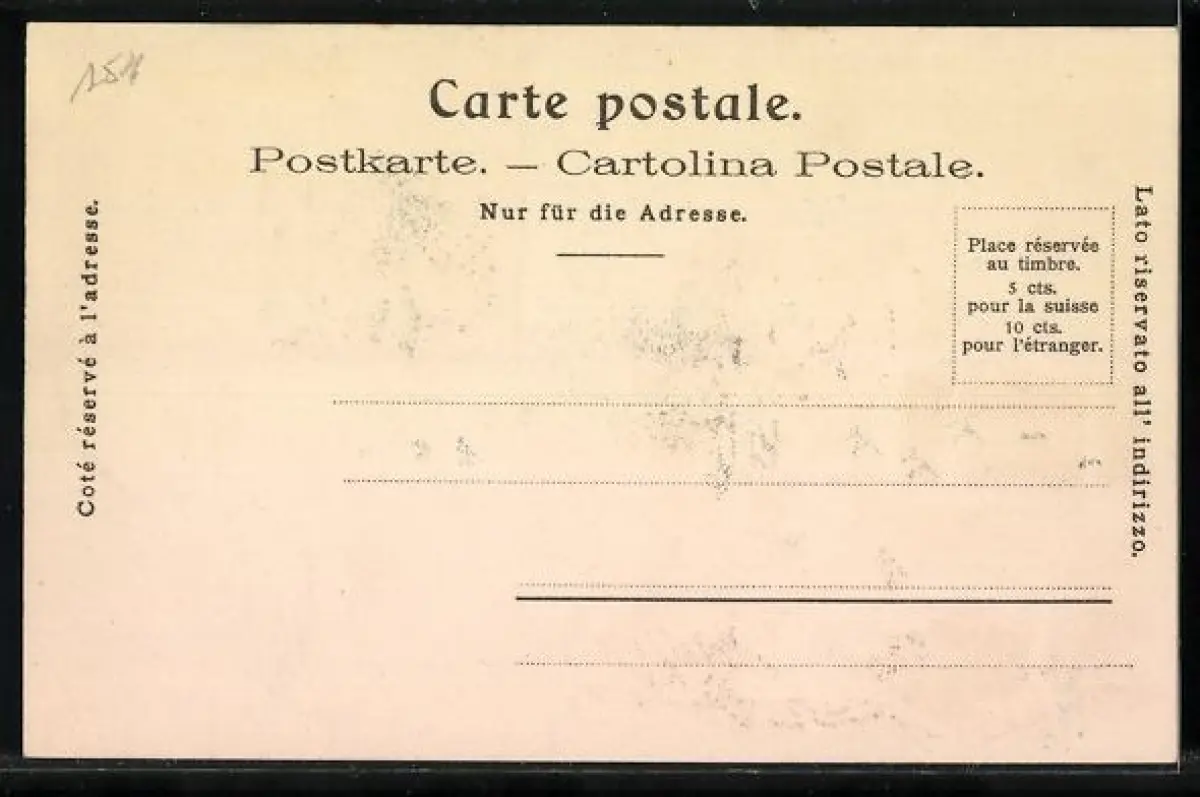 Carte postale.
Postkarte. — Cartolina Postale.
Nur für die Adresse.
Coté réservé à l'adresse.
Place réservée
au timbre.
5 cts.
pour la suisse
10 cts.
pour l'étranger.
Lato riservato all' indirizzo.